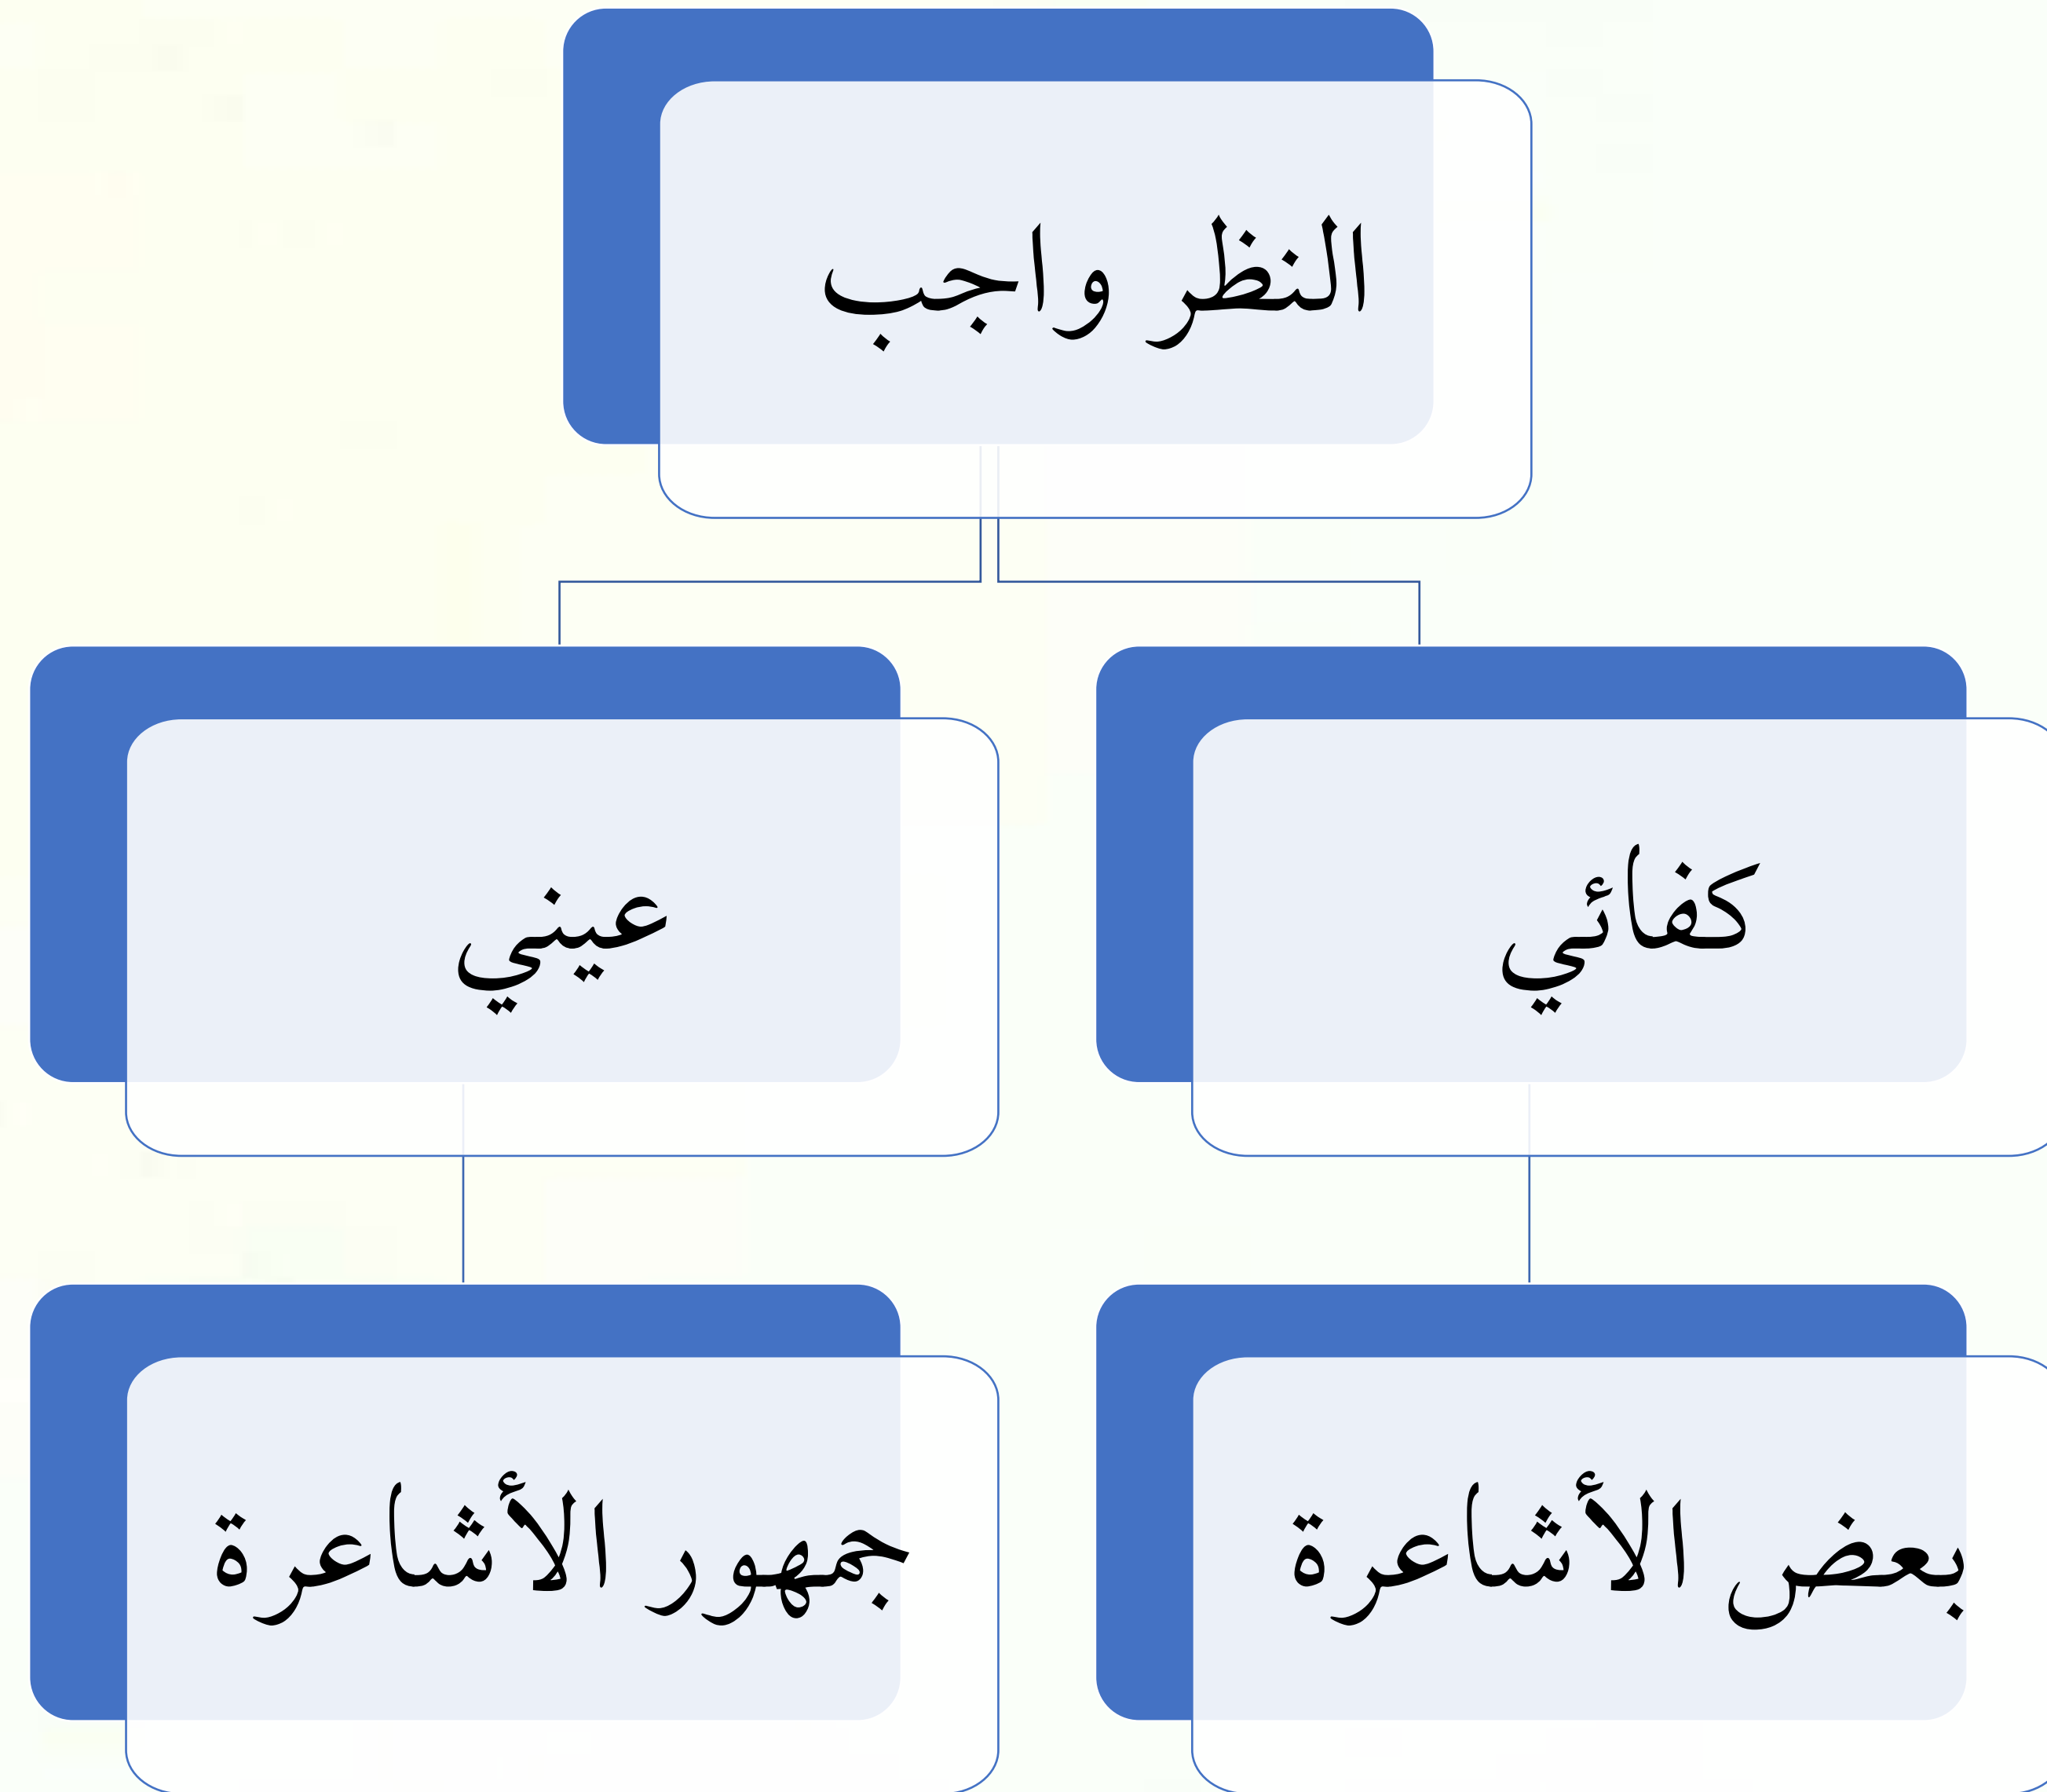 النظر واجب
كفائي
عيني
بعض الأشاعرة
جمهور الأشاعرة